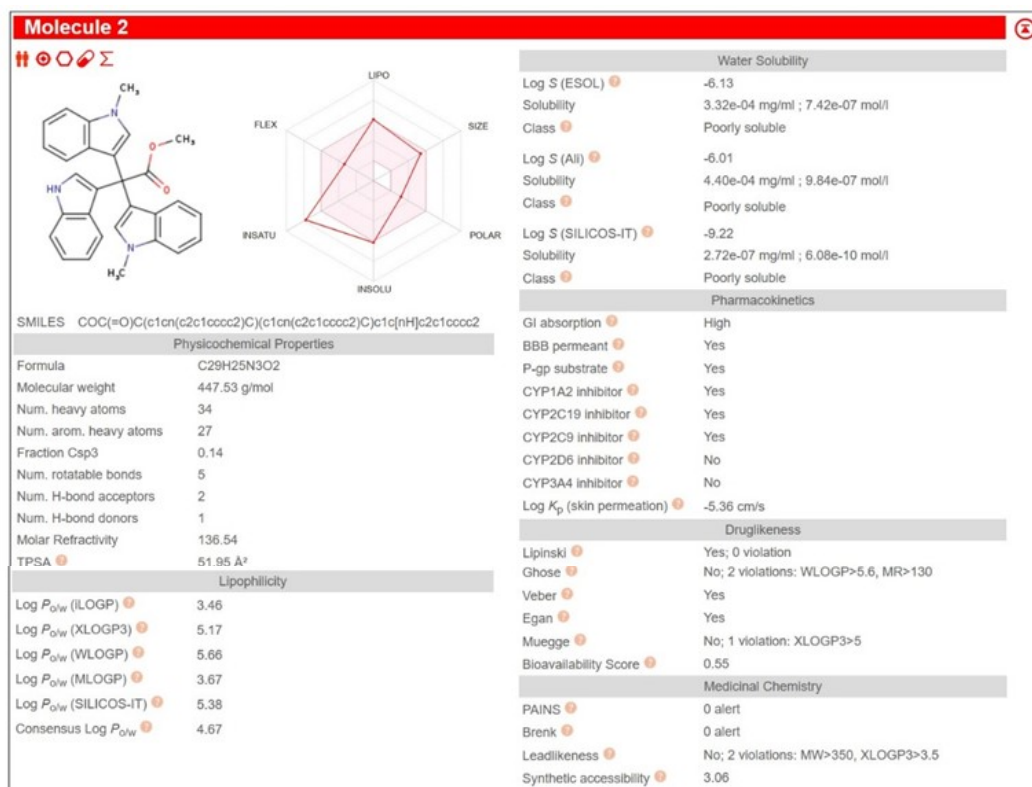 Molecule 2
CH₃
N
O
CH₃
HN
O
N
H₃C
LIPO
FLEX
SIZE
INSATU
POLAR
INSOLU
SMILES COC(=O)C(c1cn(c2c1cccc2)C)(c1cn(c2c1cccc2)C)c1c[nH]c2c1cccc2
Physicochemical Properties
Formula C29H25N3O2
Molecular weight 447.53 g/mol
Num. heavy atoms 34
Num. arom. heavy atoms 27
Fraction Csp3 0.14
Num. rotatable bonds 5
Num. H-bond acceptors 2
Num. H-bond donors 1
Molar Refractivity 136.54
TPSA ? 51.95 Å²
Lipophilicity
Log Po/w (iLOGP) ? 3.46
Log Po/w (XLOGP3) ? 5.17
Log Po/w (WLOGP) ? 5.66
Log Po/w (MLOGP) ? 3.67
Log Po/w (SILICOS-IT) ? 5.38
Consensus Log Po/w ? 4.67
Water Solubility
Log S (ESOL) ? -6.13
Solubility 3.32e-04 mg/ml ; 7.42e-07 mol/l
Class ? Poorly soluble
Log S (Ali) ? -6.01
Solubility 4.40e-04 mg/ml ; 9.84e-07 mol/l
Class ? Poorly soluble
Log S (SILICOS-IT) ? -9.22
Solubility 2.72e-07 mg/ml ; 6.08e-10 mol/l
Class ? Poorly soluble
Pharmacokinetics
GI absorption ? High
BBB permeant ? Yes
P-gp substrate ? Yes
CYP1A2 inhibitor ? Yes
CYP2C19 inhibitor ? Yes
CYP2C9 inhibitor ? Yes
CYP2D6 inhibitor ? No
CYP3A4 inhibitor ? No
Log Kp (skin permeation) ? -5.36 cm/s
Druglikeness
Lipinski ? Yes; 0 violation
Ghose ? No; 2 violations: WLOGP>5.6, MR>130
Veber ? Yes
Egan ? Yes
Muegge ? No; 1 violation: XLOGP3>5
Bioavailability Score ? 0.55
Medicinal Chemistry
PAINS ? 0 alert
Brenk ? 0 alert
Leadlikeness ? No; 2 violations: MW>350, XLOGP3>3.5
Synthetic accessibility ? 3.06